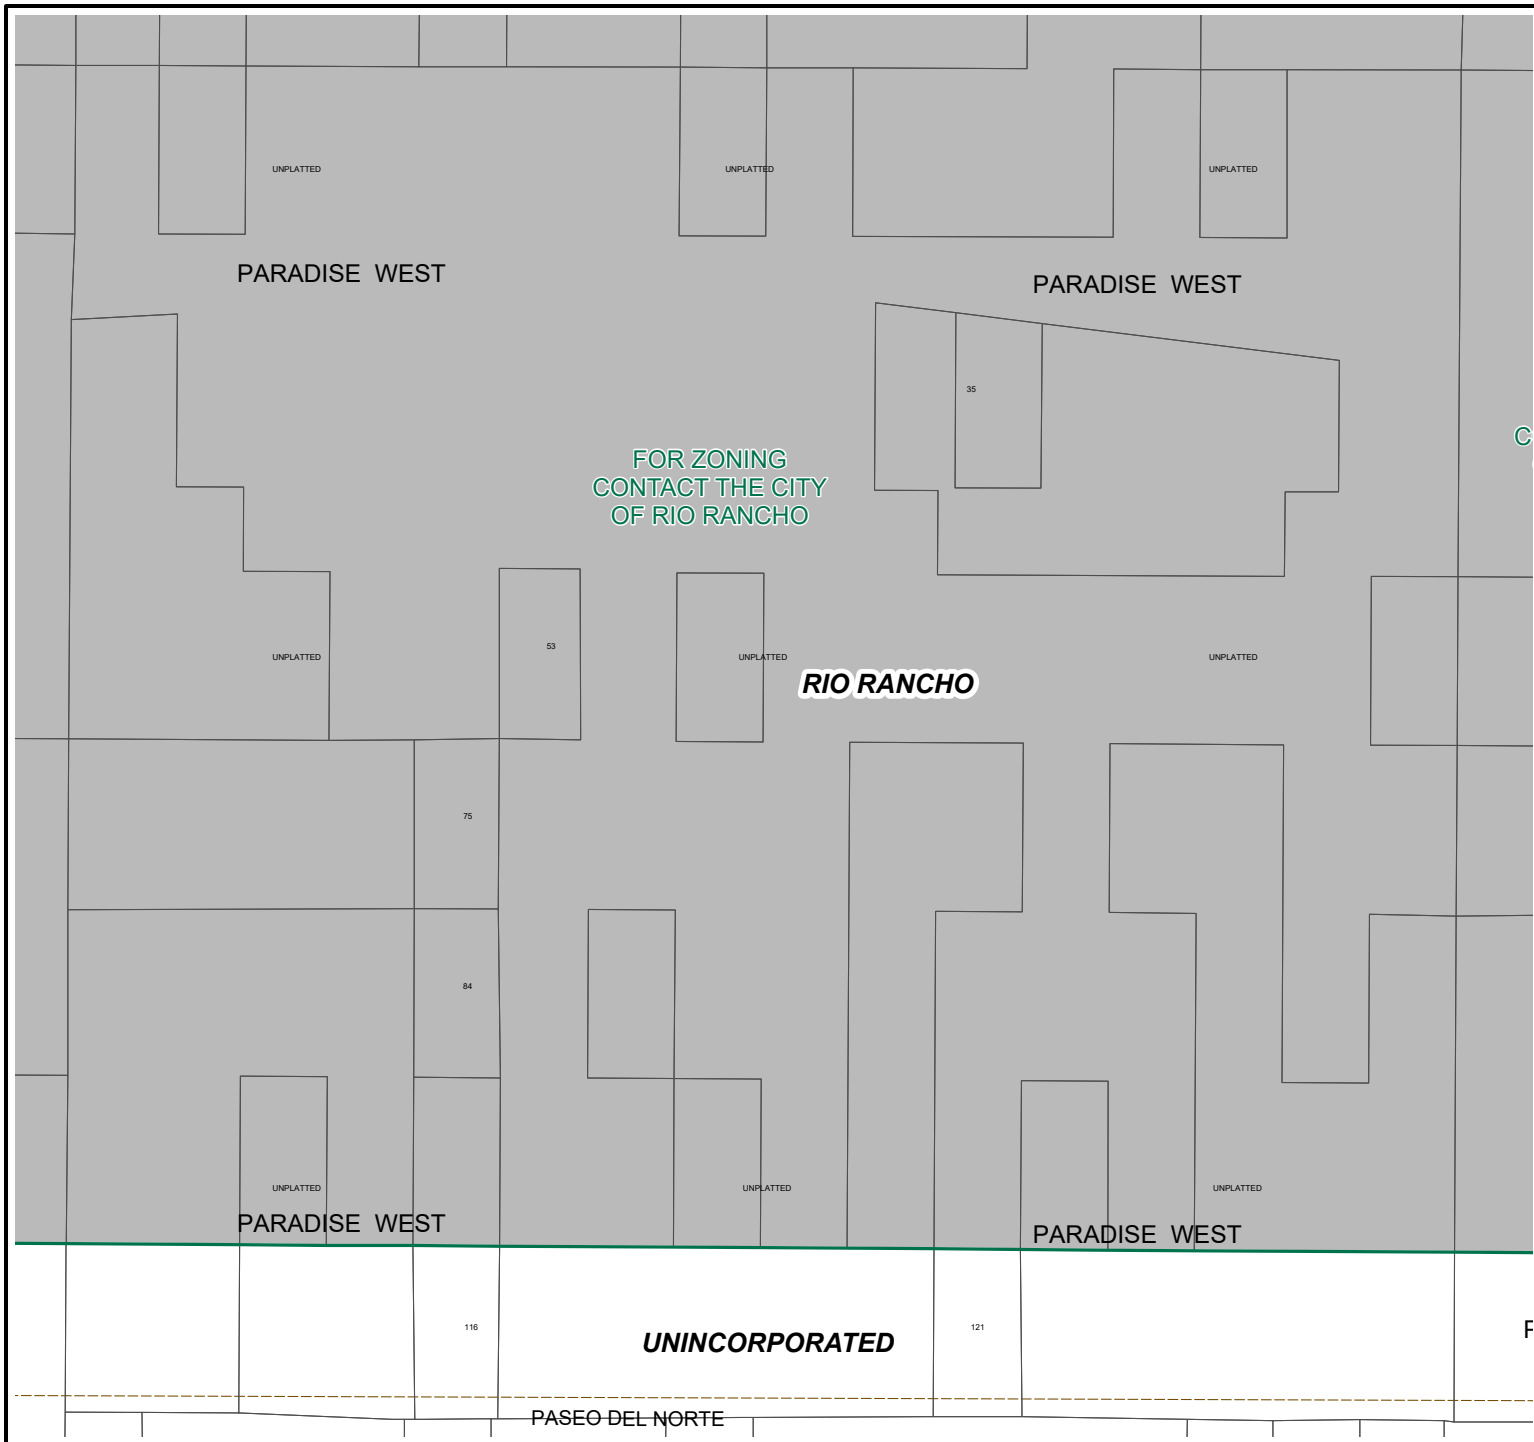 UNPLATTED
UNPLATTED
UNPLATTED
PARADISE WEST
PARADISE WEST
35
FOR ZONING
CONTACT THE CITY
OF RIO RANCHO
C
53
UNPLATTED
UNPLATTED
UNPLATTED
RIO RANCHO
75
84
UNPLATTED
UNPLATTED
UNPLATTED
PARADISE WEST
PARADISE WEST
116
121
UNINCORPORATED
PASEO DEL NORTE